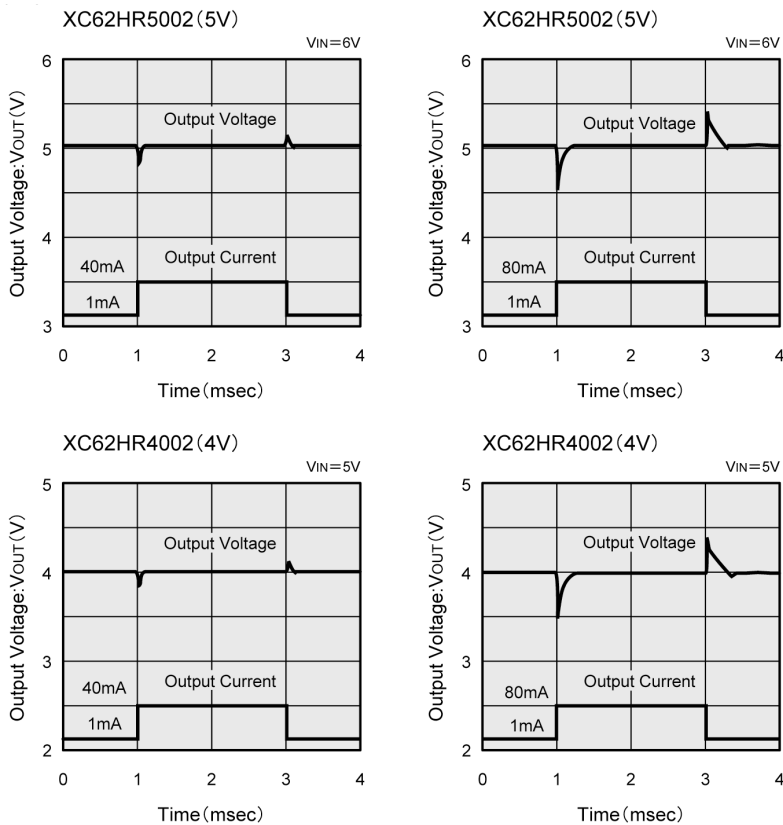 XC62HR5002(5V)
VIN=6V
Output Voltage:VOUT(V)
6
5
4
3
Output Voltage
Output Current
40mA
1mA
0 1 2 3 4
Time(msec)
XC62HR5002(5V)
VIN=6V
Output Voltage:VOUT(V)
6
5
4
3
Output Voltage
Output Current
80mA
1mA
0 1 2 3 4
Time(msec)
XC62HR4002(4V)
VIN=5V
Output Voltage:VOUT(V)
5
4
3
2
Output Voltage
Output Current
40mA
1mA
0 1 2 3 4
Time(msec)
XC62HR4002(4V)
VIN=5V
Output Voltage:VOUT(V)
5
4
3
2
Output Voltage
Output Current
80mA
1mA
0 1 2 3 4
Time(msec)